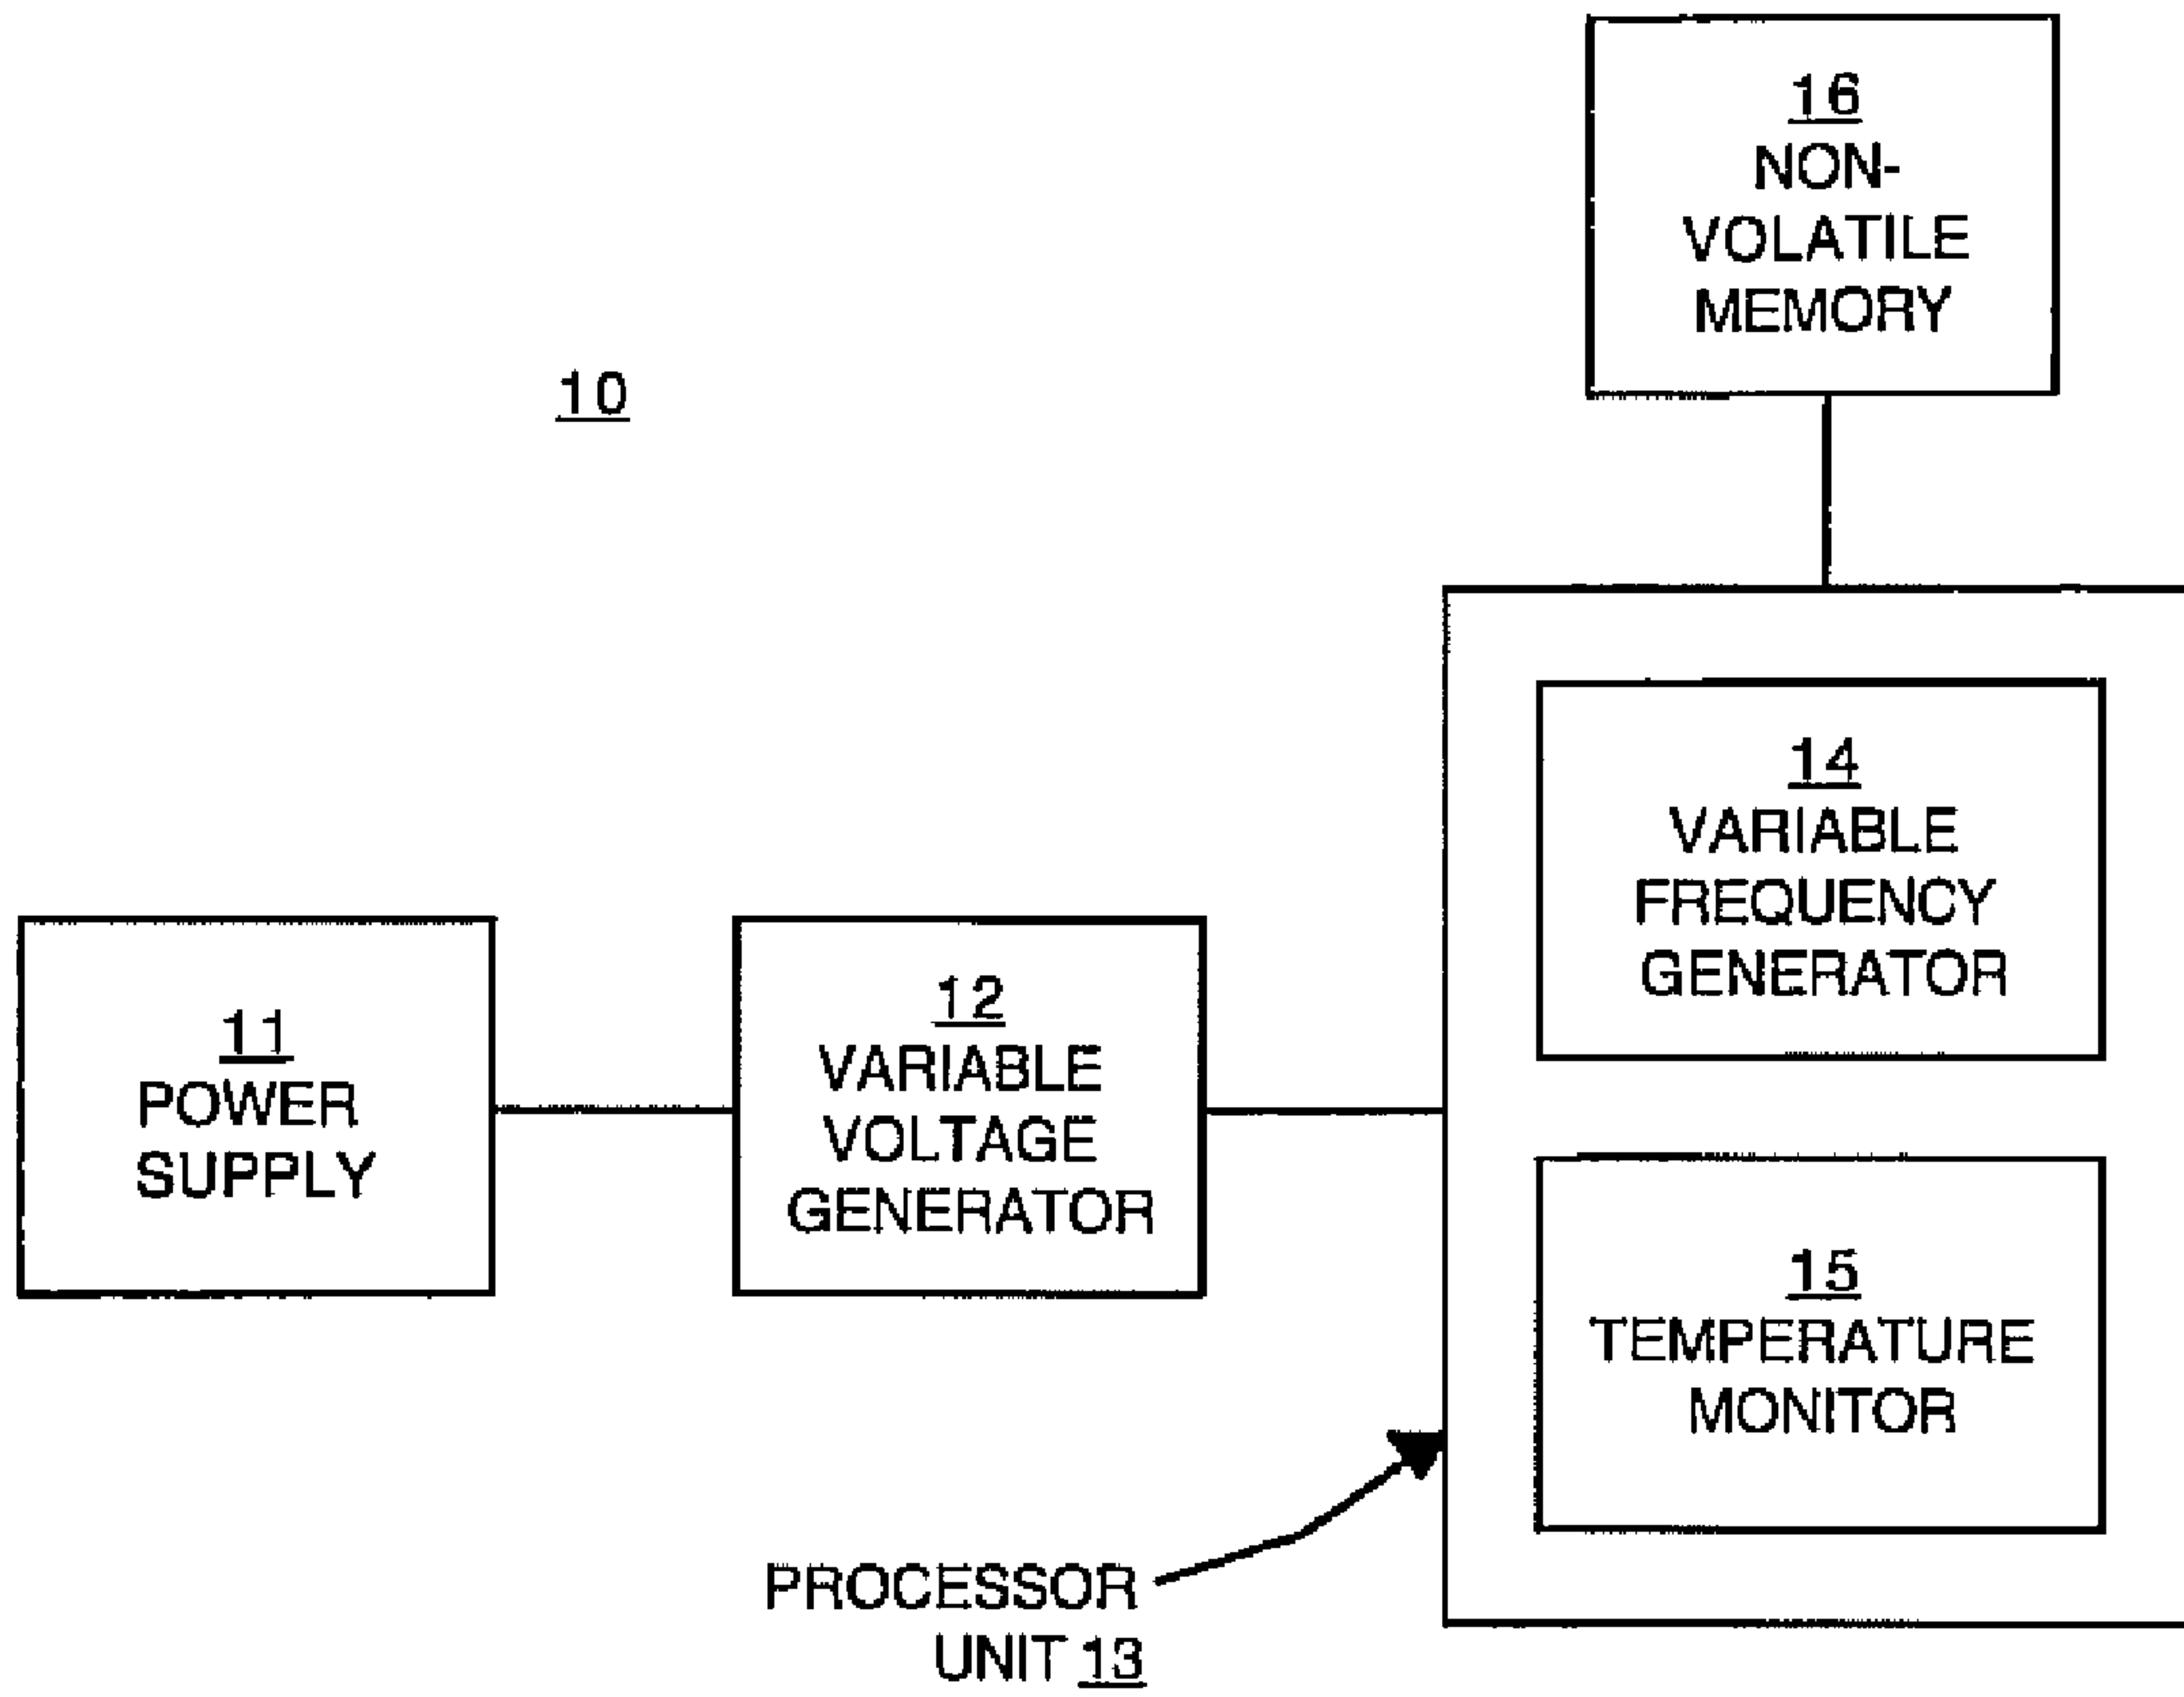 16
NON-
VOLATILE
MEMORY
10
14
VARIABLE
FREQUENCY
GENERATOR
11
POWER
SUPPLY
12
VARIABLE
VOLTAGE
GENERATOR
15
TEMPERATURE
MONITOR
PROCESSOR
UNIT 13